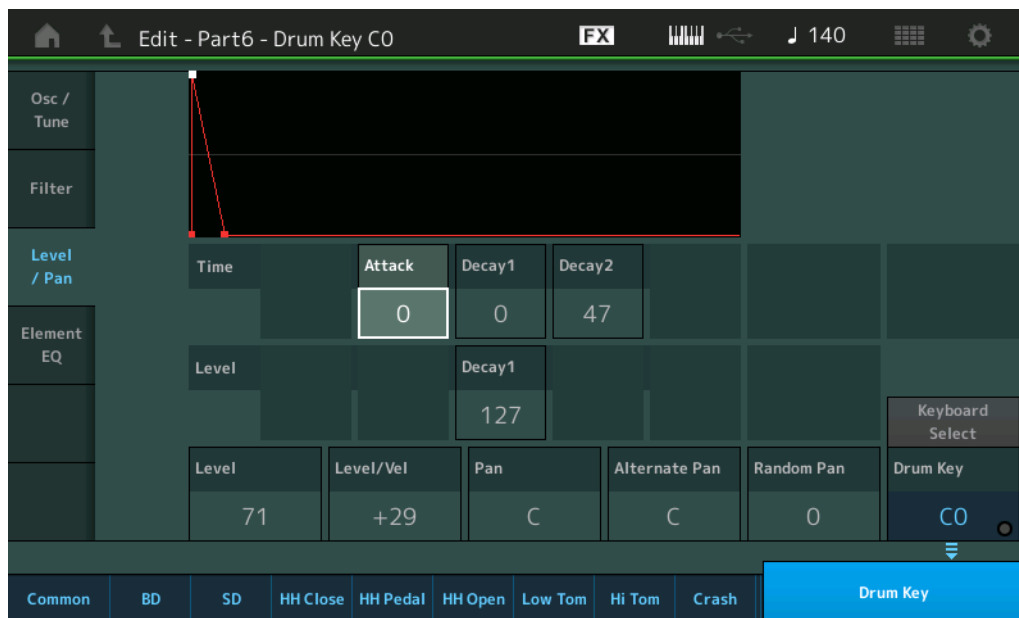 Edit - Part6 - Drum Key C0
FX
140
Osc /
Tune
Filter
Level
/ Pan
Element
EQ
Time
Attack
Decay1
Decay2
0
0
47
Level
Decay1
127
Keyboard
Select
Level
Level/Vel
Pan
Alternate Pan
Random Pan
Drum Key
71
+29
C
C
0
C0
Common
BD
SD
HH Close
HH Pedal
HH Open
Low Tom
Hi Tom
Crash
Drum Key